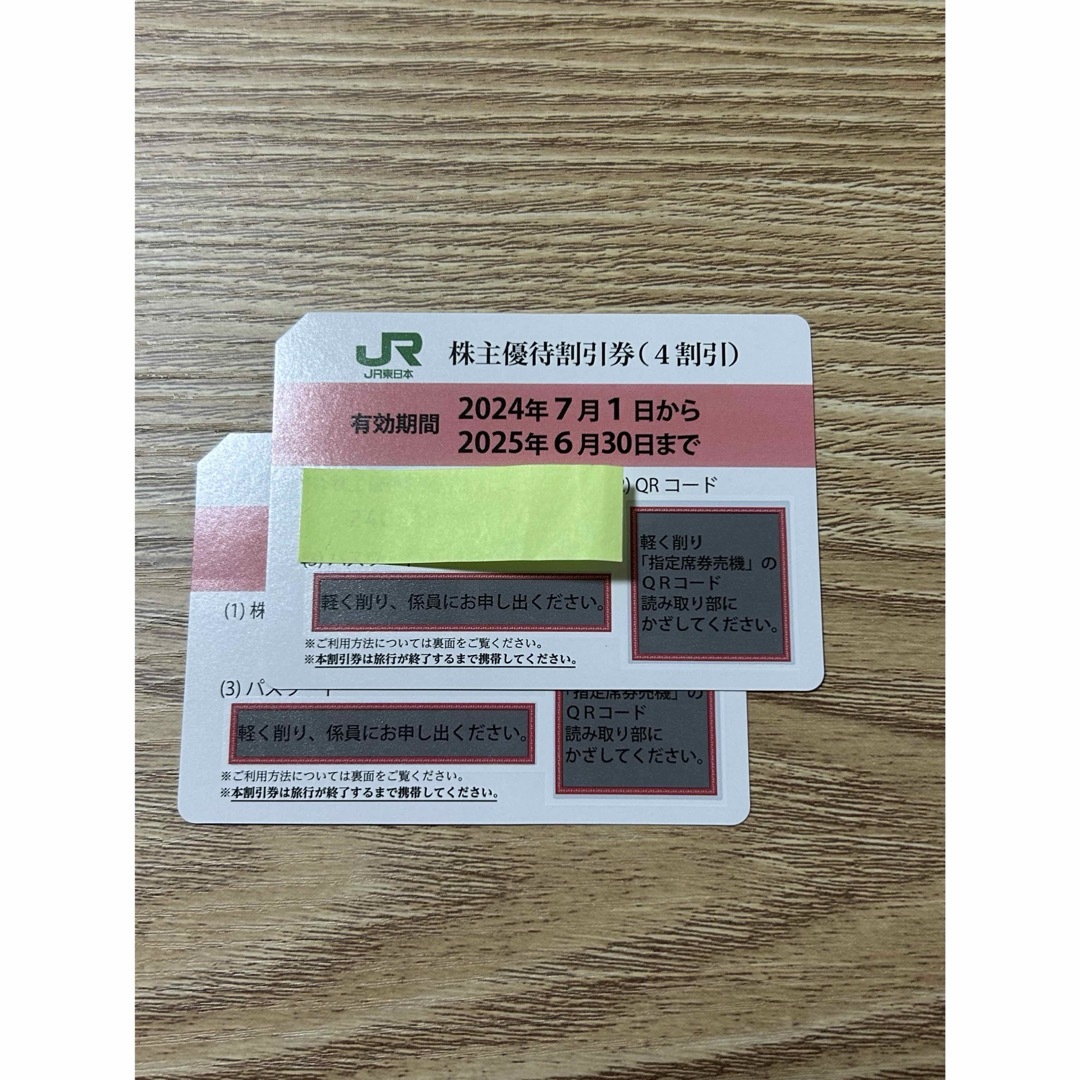 JR
JR東日本
株主優待割引券（４割引）
有効期間
2024年７月１日から
2025年６月30日まで
QRコード
軽く削り
「指定席券売機」の
ＱＲコード
読み取り部に
かざしてください。
軽く削り、係員にお申し出ください。
※ご利用方法については裏面をご覧ください。
※本割引券は旅行が終了するまで携帯してください。
(1) 株
(3) パスワード
「指定席券売機」の
ＱＲコード
読み取り部に
かざしてください。
軽く削り、係員にお申し出ください。
※ご利用方法については裏面をご覧ください。
※本割引券は旅行が終了するまで携帯してください。